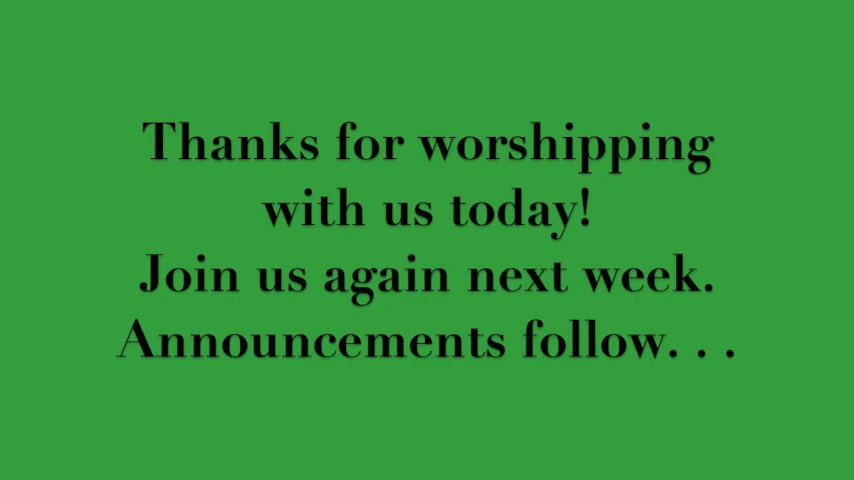 Thanks for worshipping
with us today!
Join us again next week.
Announcements follow. . .